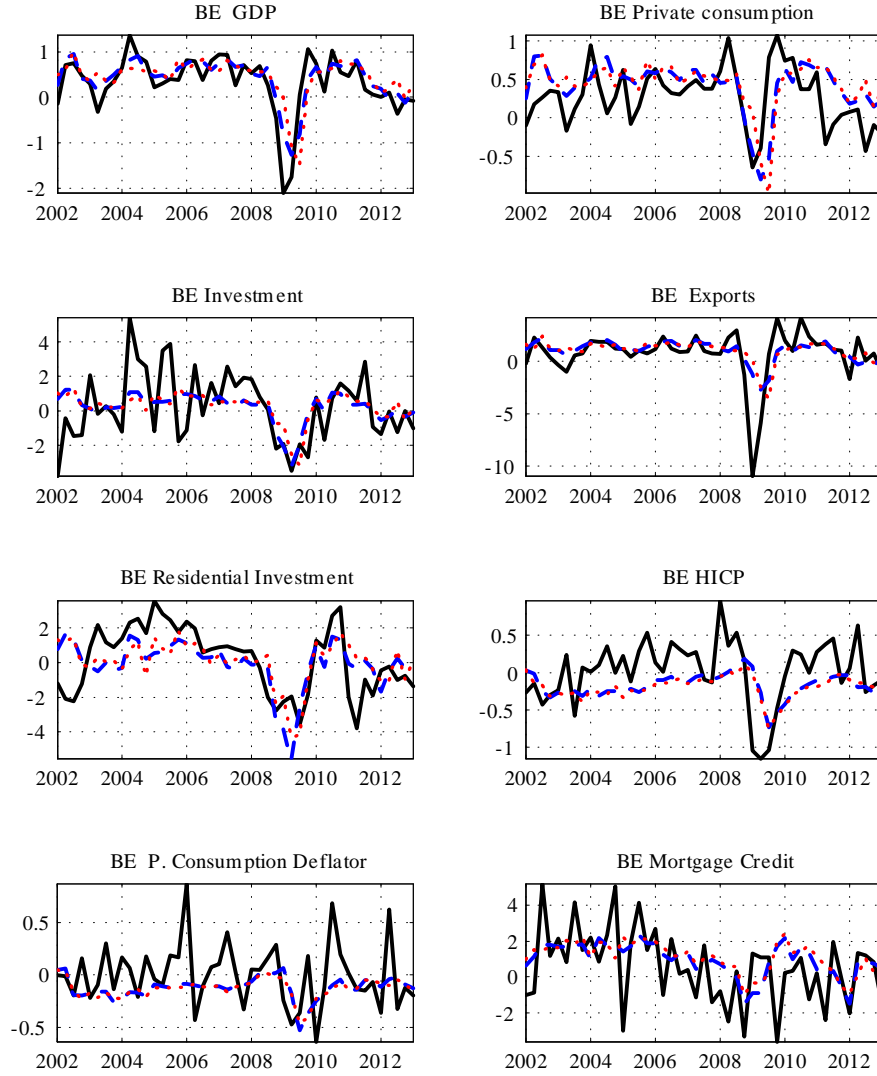 BE GDP
1
0
-1
-2
2002 2004 2006 2008 2010 2012
BE Private consumption
1
0.5
0
-0.5
2002 2004 2006 2008 2010 2012
BE Investment
4
2
0
-2
2002 2004 2006 2008 2010 2012
BE Exports
0
-5
-10
2002 2004 2006 2008 2010 2012
BE Residential Investment
2
0
-2
-4
2002 2004 2006 2008 2010 2012
BE HICP
0.5
0
-0.5
-1
2002 2004 2006 2008 2010 2012
BE P. Consumption Deflator
0.5
0
-0.5
2002 2004 2006 2008 2010 2012
BE Mortgage Credit
4
2
0
-2
2002 2004 2006 2008 2010 2012